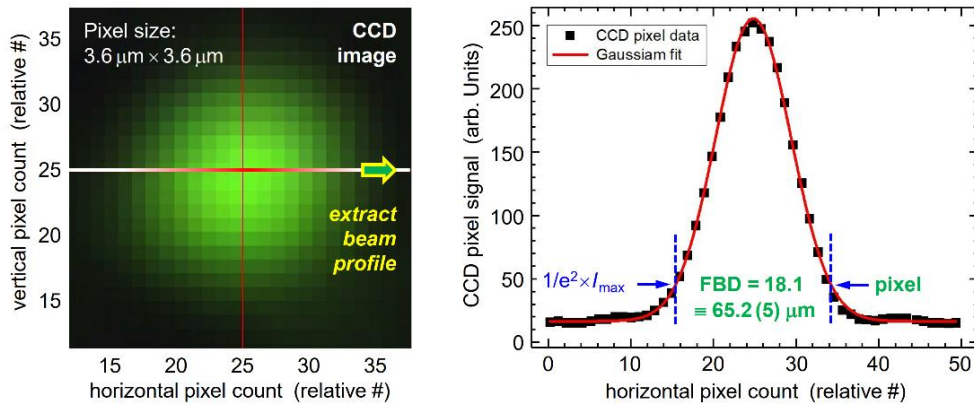 Pixel size:
3.6 μm × 3.6 μm
CCD
image
extract
beam
profile
35
30
25
20
15
vertical pixel count (relative #)
15 20 25 30 35
horizontal pixel count (relative #)
CCD pixel data
Gaussiam fit
250
200
150
100
50
0
CCD pixel signal (arb. Units)
1/e²×Imax
FBD = 18.1
≡ 65.2 (5) μm
pixel
0 10 20 30 40 50
horizontal pixel count (relative #)